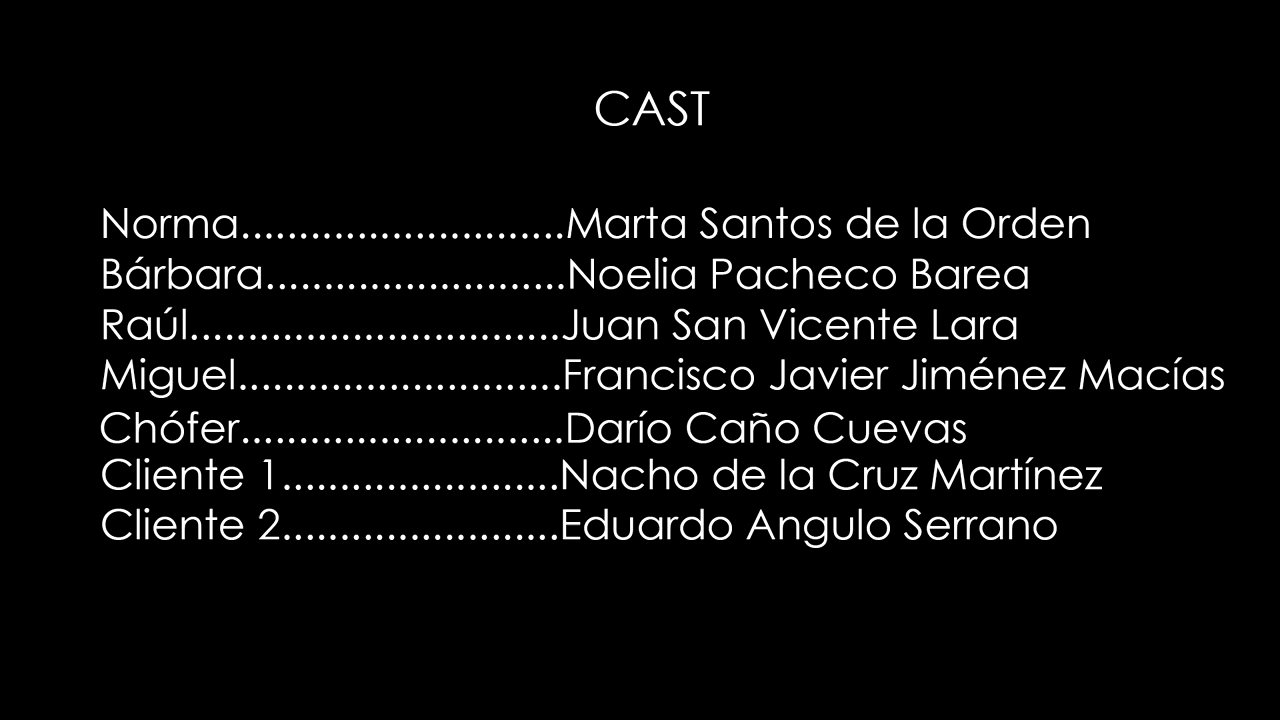 CAST
Norma............................Marta Santos de la Orden
Bárbara..........................Noelia Pacheco Barea
Raúl................................Juan San Vicente Lara
Miguel............................Francisco Javier Jiménez Macías
Chófer............................Darío Caño Cuevas
Cliente 1........................Nacho de la Cruz Martínez
Cliente 2........................Eduardo Angulo Serrano